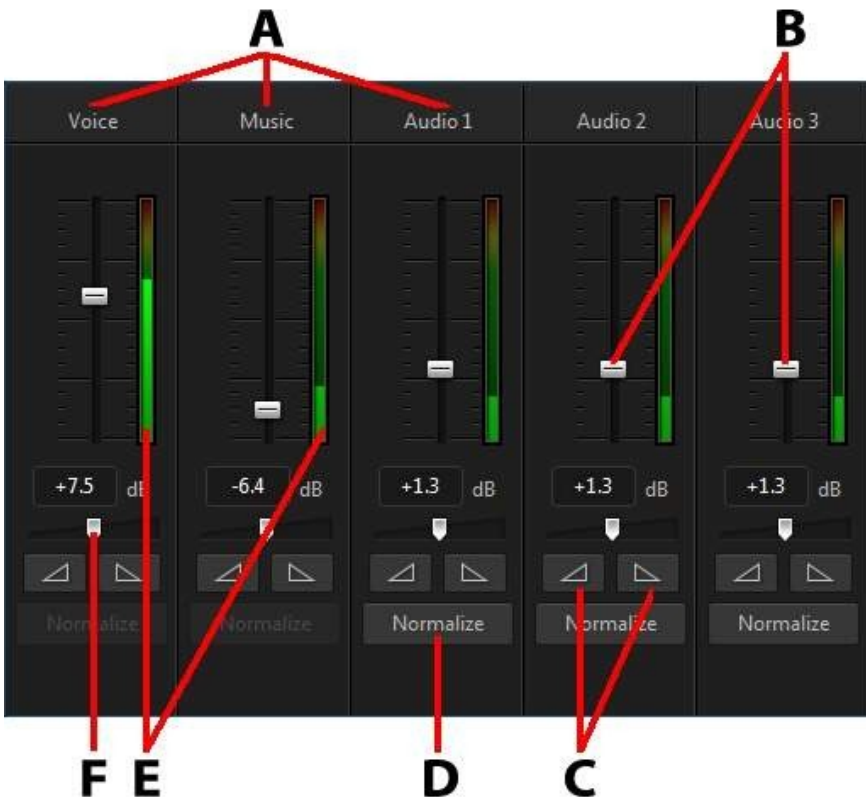 A B
Voice Music Audio 1 Audio 2 Audio 3
+7.5 dB -6.4 dB +1.3 dB +1.3 dB +1.3 dB
Normalize Normalize Normalize Normalize Normalize
F E D C